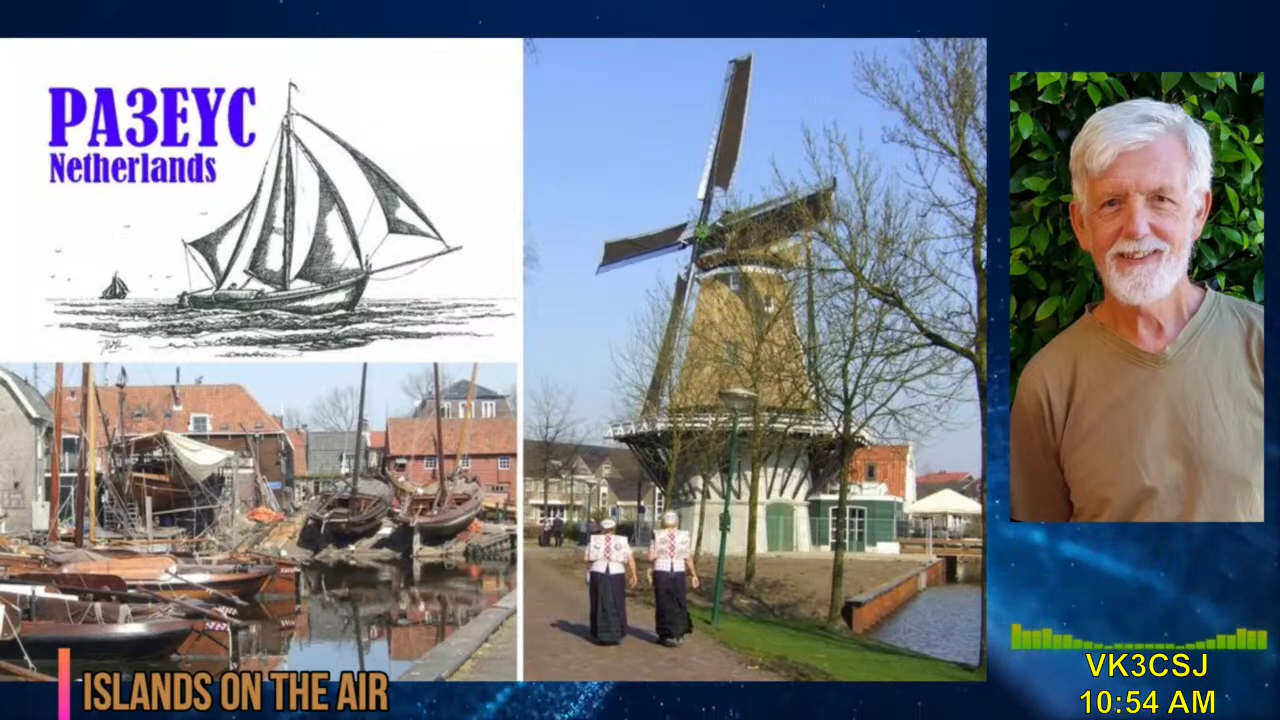 PA3EYC
Netherlands
ISLANDS ON THE AIR
VK3CSJ
10:54 AM